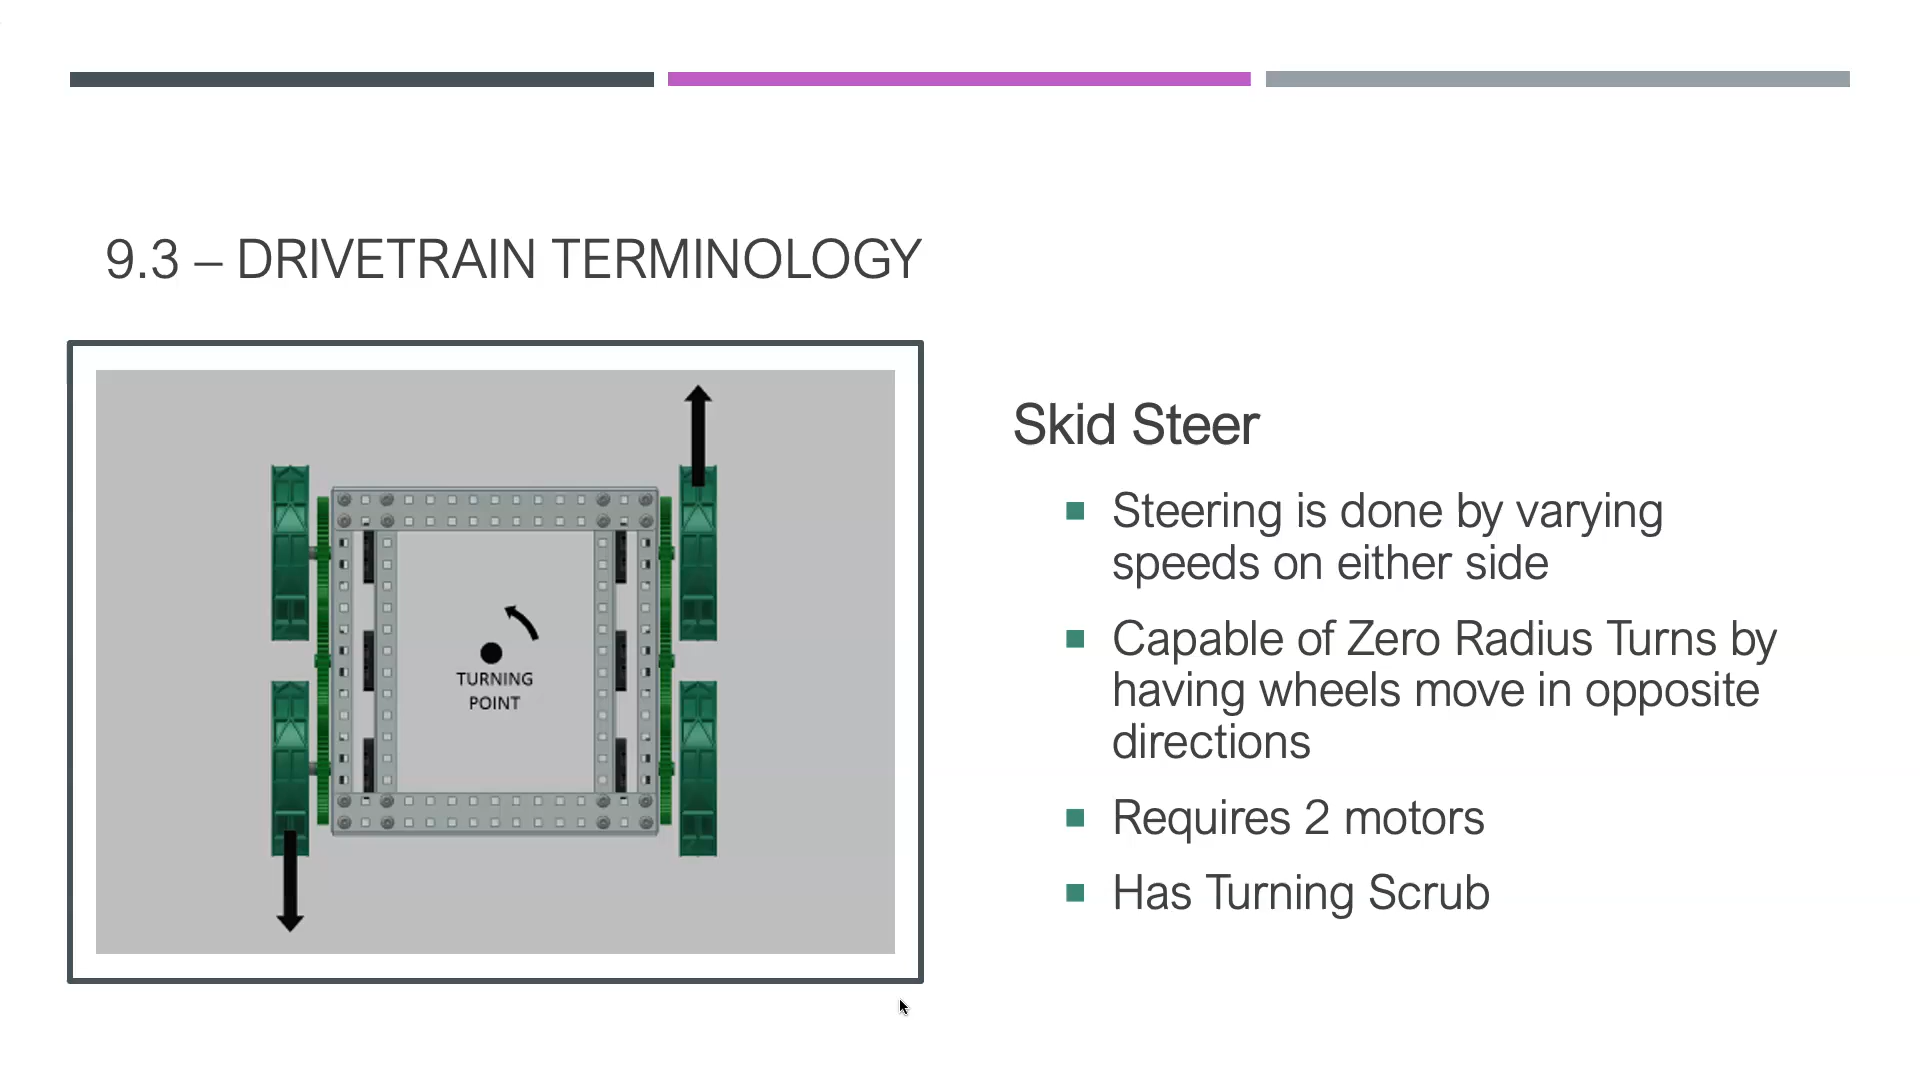 9.3 – DRIVETRAIN TERMINOLOGY
TURNING
POINT
Skid Steer
Steering is done by varying
speeds on either side
Capable of Zero Radius Turns by
having wheels move in opposite
directions
Requires 2 motors
Has Turning Scrub